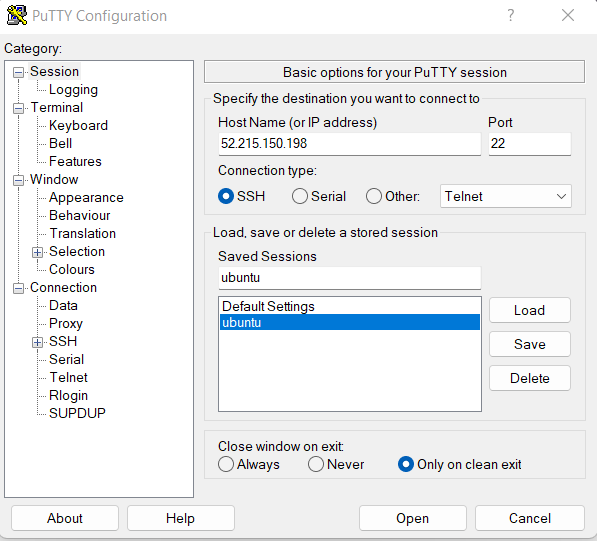 PuTTY Configuration
?
Category:
Session
Logging
Terminal
Keyboard
Bell
Features
Window
Appearance
Behaviour
Translation
Selection
Colours
Connection
Data
Proxy
SSH
Serial
Telnet
Rlogin
SUPDUP
Basic options for your PuTTY session
Specify the destination you want to connect to
Host Name (or IP address) Port
52.215.150.198 22
Connection type:
SSH Serial Other: Telnet
Load, save or delete a stored session
Saved Sessions
ubuntu
Default Settings
ubuntu
Load
Save
Delete
Close window on exit:
Always Never Only on clean exit
About Help Open Cancel